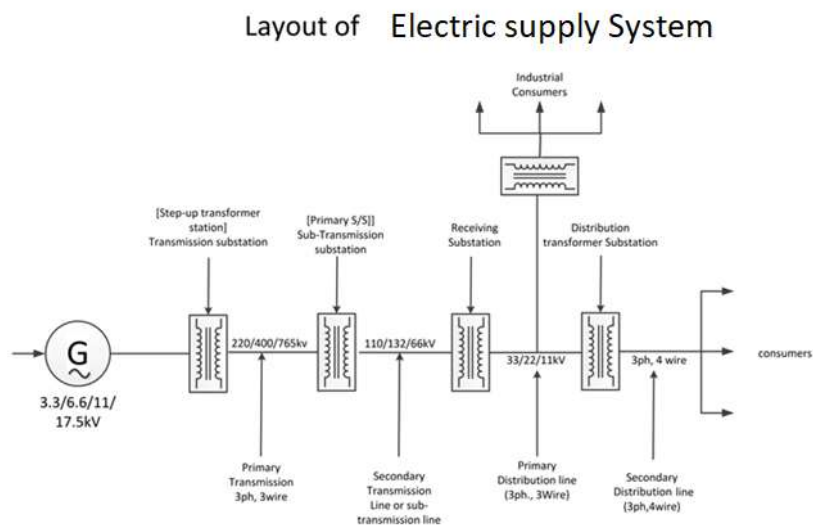 Layout of Electric supply System
Industrial
Consumers
[Step-up transformer
station]
Transmission substation
[Primary S/S]]
Sub-Transmission
substation
Receiving
Substation
Distribution
transformer Substation
G
220/400/765kv
110/132/66kV
33/22/11kV
3ph, 4 wire
consumers
3.3/6.6/11/
17.5kV
Primary
Transmission
3ph, 3wire
Secondary
Transmission
Line or sub-
transmission line
Primary
Distribution line
(3ph., 3Wire)
Secondary
Distribution line
(3ph,4wire)